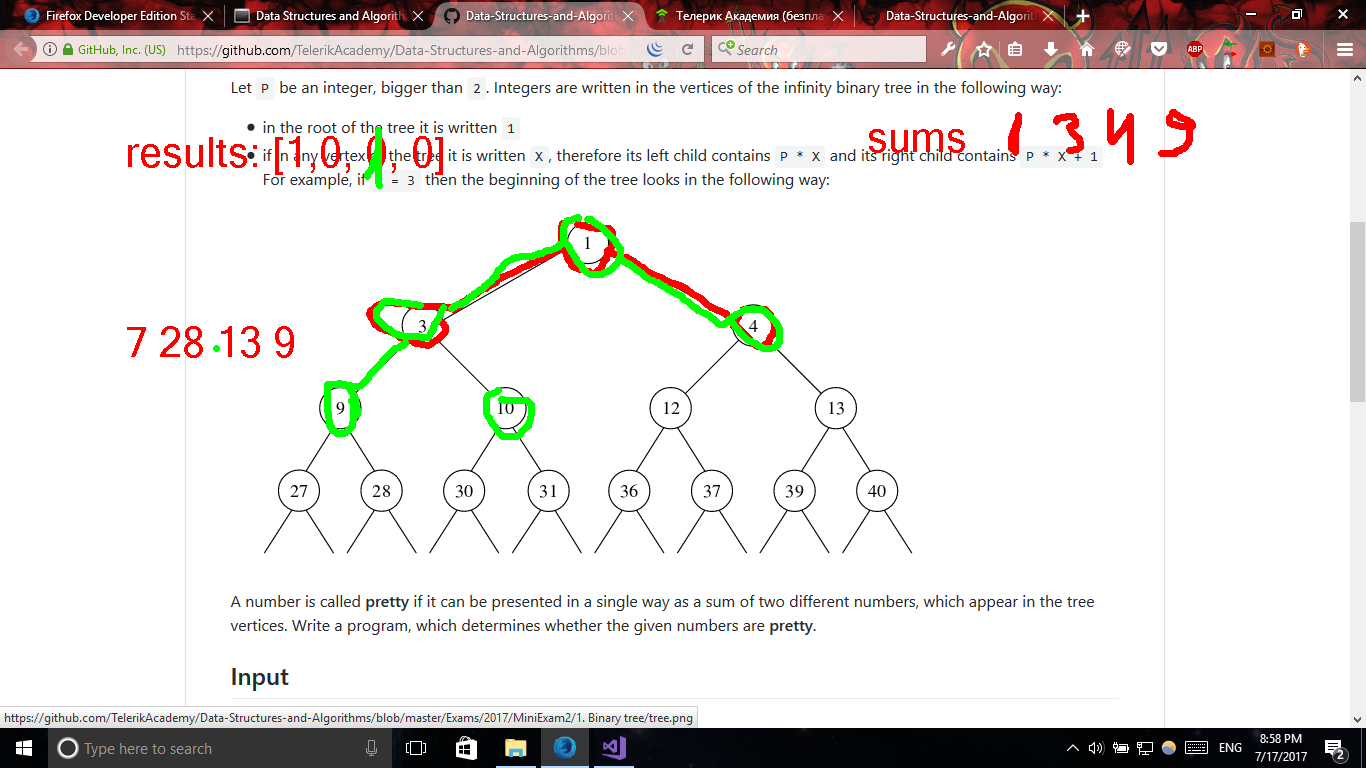 Firefox Developer Edition Sta
Data Structures and Algorith
Data-Structures-and-Algorit
Телерик Академия (безпла
Data-Structures-and-Algorit
GitHub, Inc. (US) https://github.com/TelerikAcademy/Data-Structures-and-Algorithms/blob
Search
ABP
Let P be an integer, bigger than 2. Integers are written in the vertices of the infinity binary tree in the following way:
in the root of the tree it is written 1
if in any vertex of the tree it is written X, therefore its left child contains P * X and its right child contains P * X + 1
For example, if = 3 then the beginning of the tree looks in the following way:
results: [1,0, 0, 0]
1
sums 1 3 4 9
7 28 13 9
1
3 4
9 10 12 13
27 28 30 31 36 37 39 40
A number is called pretty if it can be presented in a single way as a sum of two different numbers, which appear in the tree
vertices. Write a program, which determines whether the given numbers are pretty.
Input
https://github.com/TelerikAcademy/Data-Structures-and-Algorithms/blob/master/Exams/2017/MiniExam2/1. Binary tree/tree.png
Type here to search
ENG
8:58 PM
7/17/2017
2